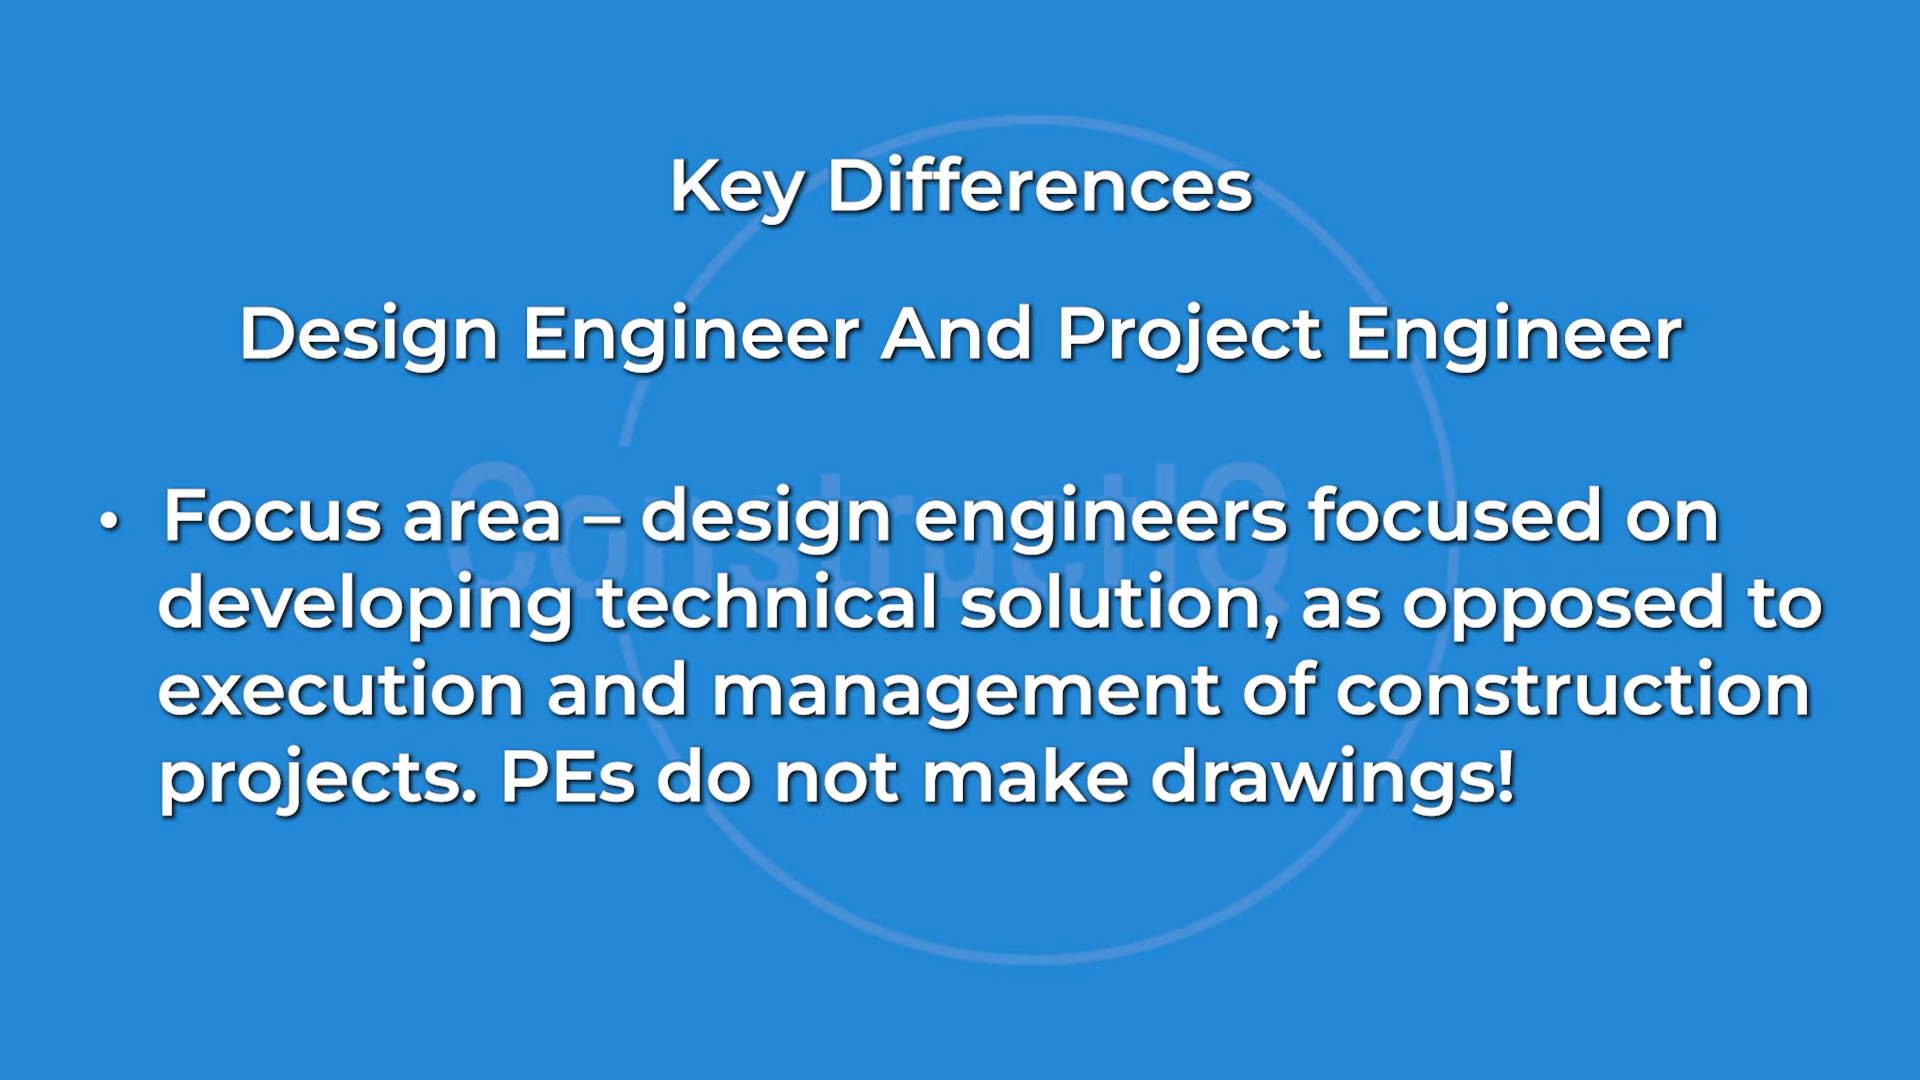 Key Differences
Design Engineer And Project Engineer
ConstructIQ
• Focus area – design engineers focused on
developing technical solution, as opposed to
execution and management of construction
projects. PEs do not make drawings!